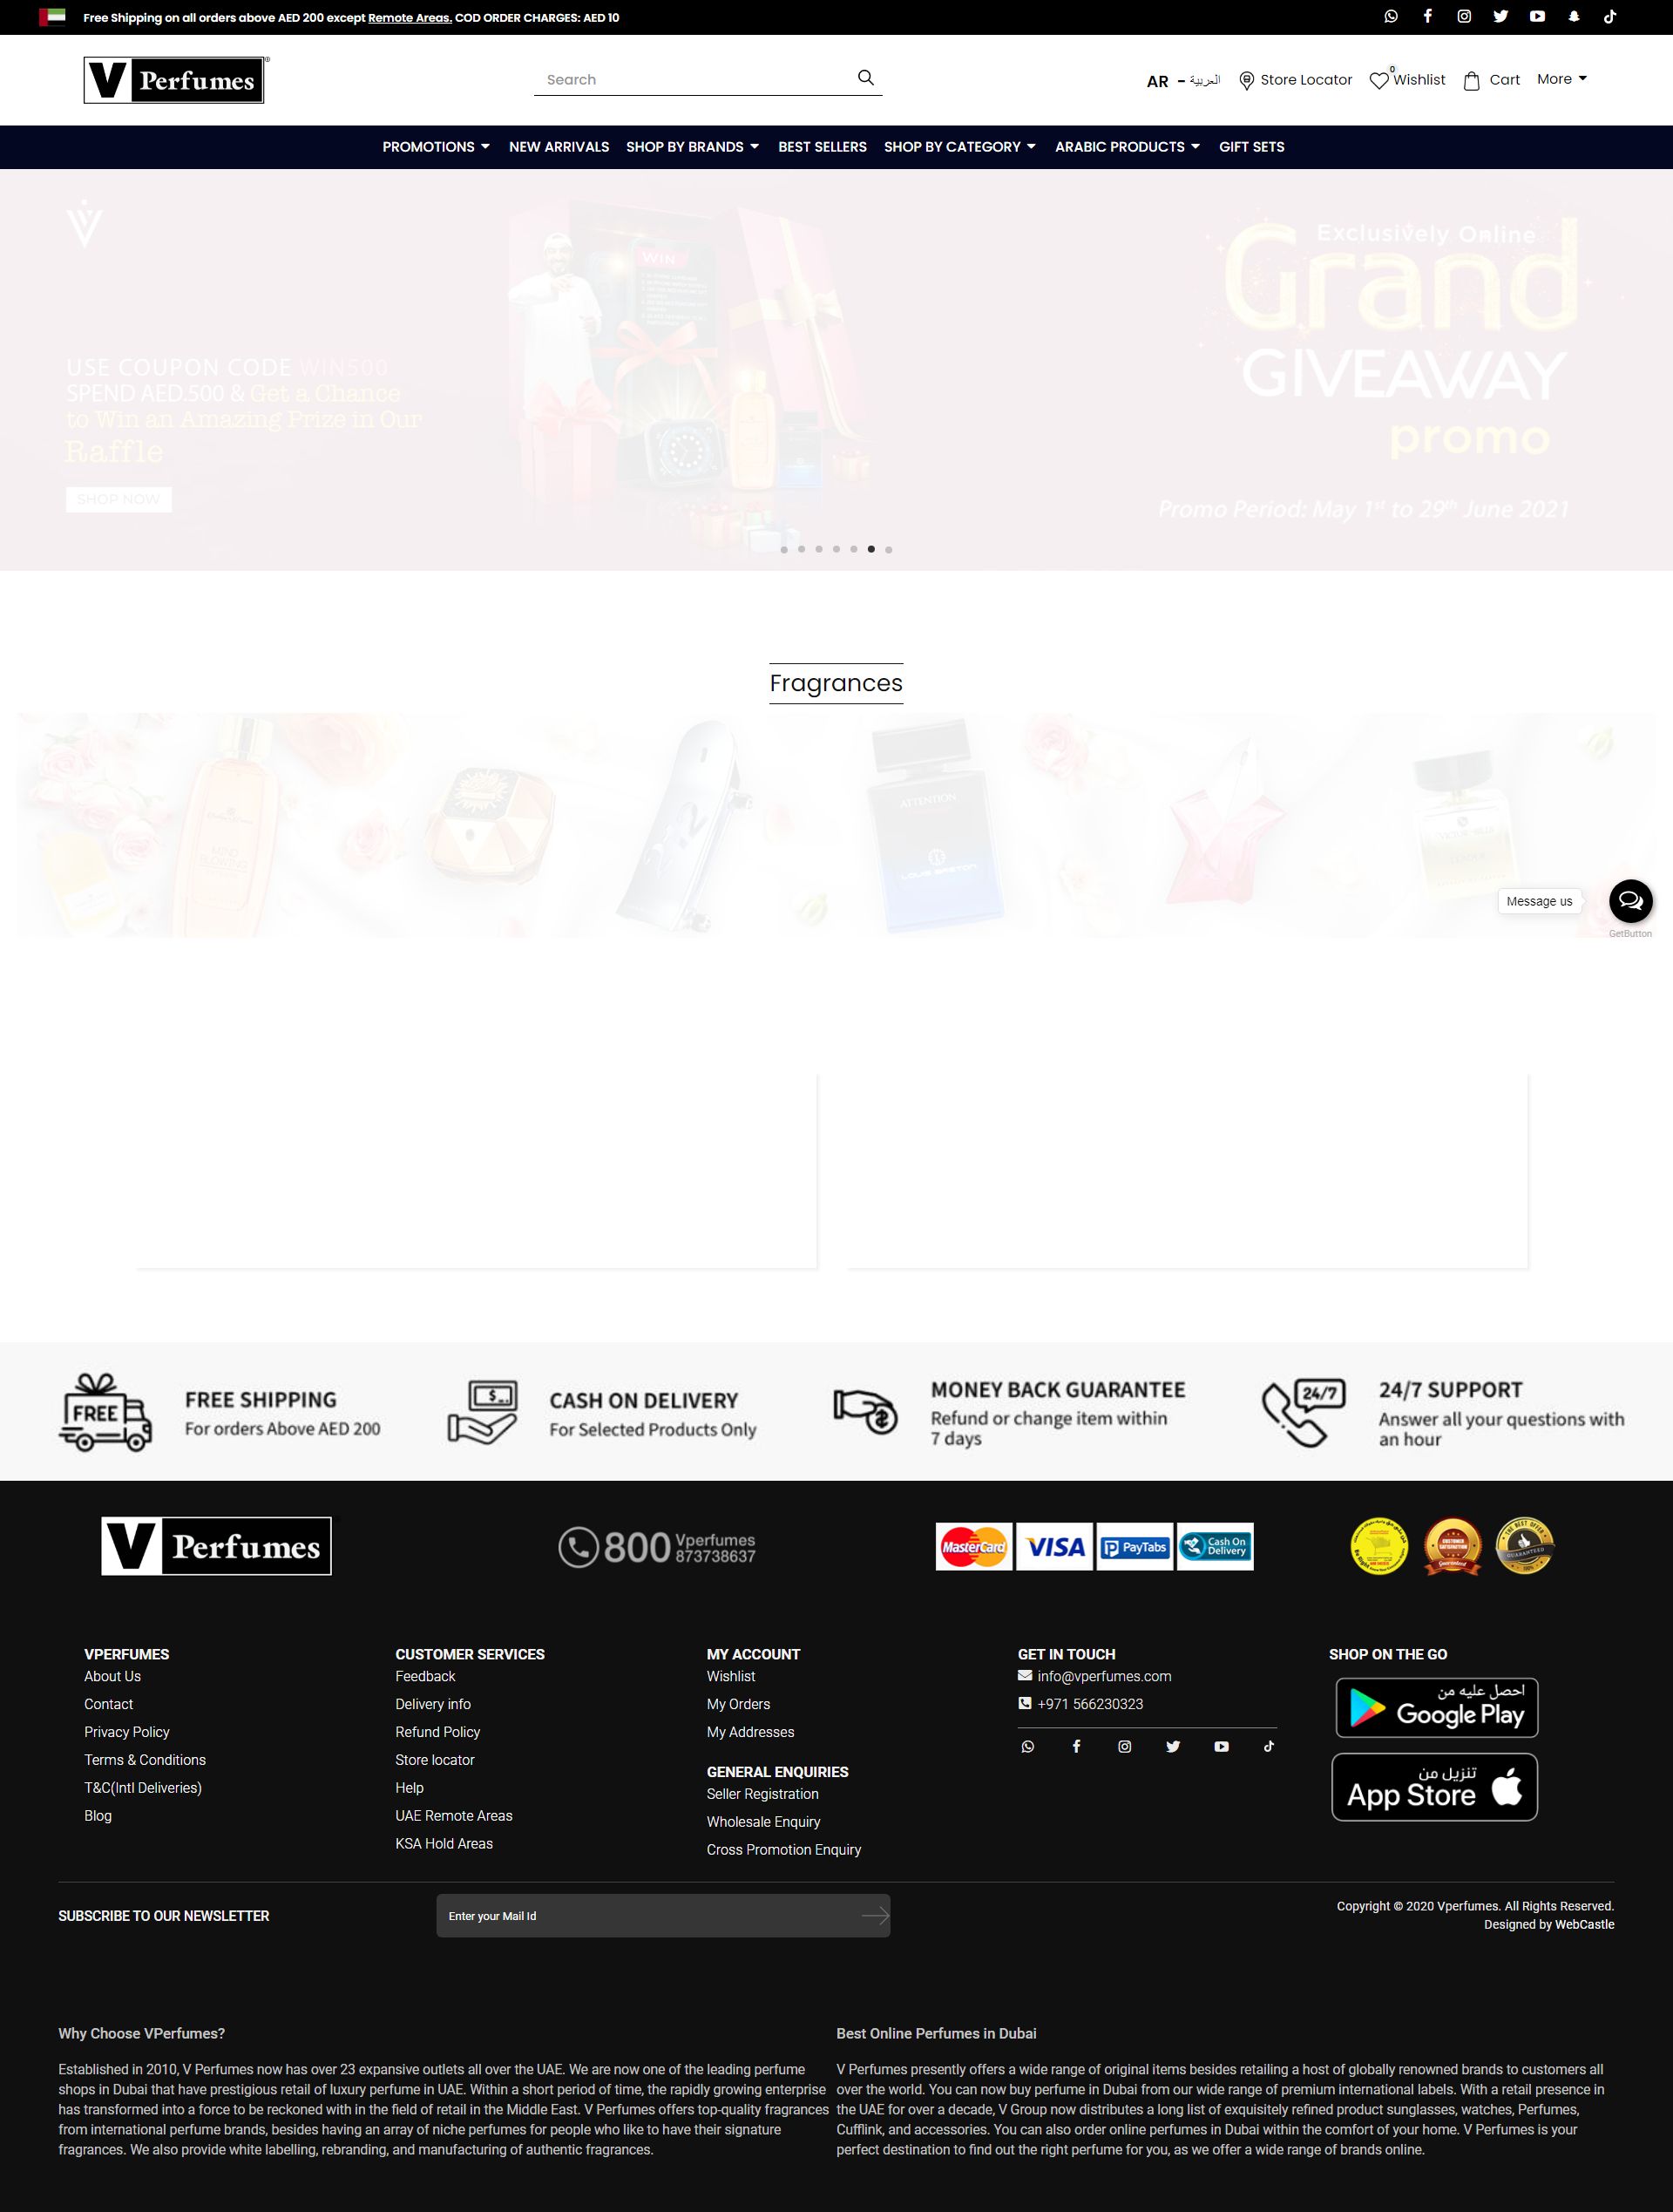 Free Shipping on all orders above AED 200 except Remote Areas. COD ORDER CHARGES: AED 10
V Perfumes®
Search
AR - العربية
Store Locator
0
Wishlist
Cart
More
PROMOTIONS
NEW ARRIVALS
SHOP BY BRANDS
BEST SELLERS
SHOP BY CATEGORY
ARABIC PRODUCTS
GIFT SETS
WIN
Exclusively Online
Grand
GIVEAWAY
promo
USE COUPON CODE WIN500
SPEND AED.500 & Get a Chance
to Win an Amazing Prize in Our
Raffle
SHOP NOW
Promo Period: May 1st to 29th June 2021
Fragrances
ATTENTION
Message us
GetButton
FREE
FREE SHIPPING
For orders Above AED 200
CASH ON DELIVERY
For Selected Products Only
MONEY BACK GUARANTEE
Refund or change item within
7 days
24/7
24/7 SUPPORT
Answer all your questions with
an hour
V Perfumes
800 Vperfumes
873738637
MasterCard
VISA
PayTabs
Cash On
Delivery
VPERFUMES
About Us
Contact
Privacy Policy
Terms & Conditions
T&C(Intl Deliveries)
Blog
CUSTOMER SERVICES
Feedback
Delivery info
Refund Policy
Store locator
Help
UAE Remote Areas
KSA Hold Areas
MY ACCOUNT
Wishlist
My Orders
My Addresses
GENERAL ENQUIRIES
Seller Registration
Wholesale Enquiry
Cross Promotion Enquiry
GET IN TOUCH
info@vperfumes.com
+971 566230323
SHOP ON THE GO
احصل عليه من
Google Play
تنزيل من
App Store
SUBSCRIBE TO OUR NEWSLETTER
Enter your Mail Id
Copyright © 2020 Vperfumes. All Rights Reserved.
Designed by WebCastle
Why Choose VPerfumes?
Established in 2010, V Perfumes now has over 23 expansive outlets all over the UAE. We are now one of the leading perfume
shops in Dubai that have prestigious retail of luxury perfume in UAE. Within a short period of time, the rapidly growing enterprise
has transformed into a force to be reckoned with in the field of retail in the Middle East. V Perfumes offers top-quality fragrances
from international perfume brands, besides having an array of niche perfumes for people who like to have their signature
fragrances. We also provide white labelling, rebranding, and manufacturing of authentic fragrances.
Best Online Perfumes in Dubai
V Perfumes presently offers a wide range of original items besides retailing a host of globally renowned brands to customers all
over the world. You can now buy perfume in Dubai from our wide range of premium international labels. With a retail presence in
the UAE for over a decade, V Group now distributes a long list of exquisitely refined product sunglasses, watches, Perfumes,
Cufflink, and accessories. You can also order online perfumes in Dubai within the comfort of your home. V Perfumes is your
perfect destination to find out the right perfume for you, as we offer a wide range of brands online.